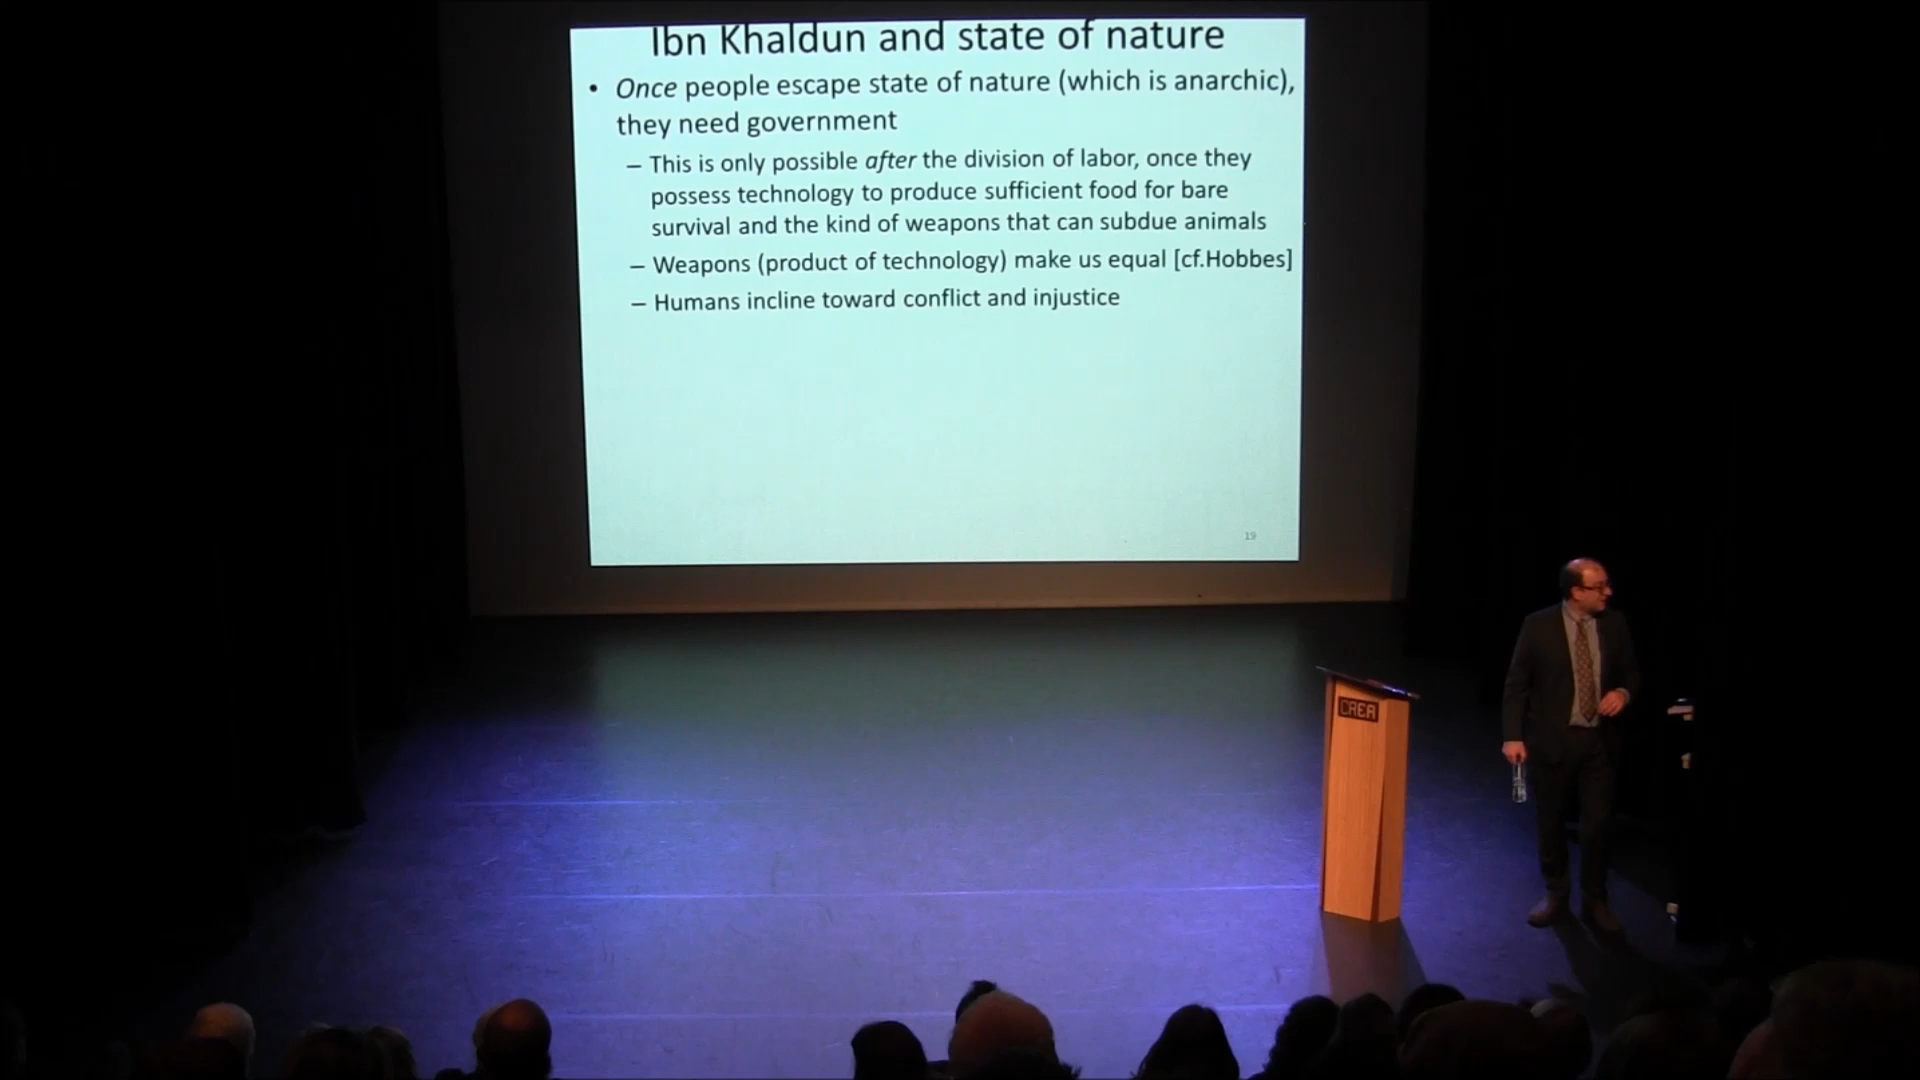 Ibn Khaldun and state of nature
• Once people escape state of nature (which is anarchic),
they need government
– This is only possible after the division of labor, once they
possess technology to produce sufficient food for bare
survival and the kind of weapons that can subdue animals
– Weapons (product of technology) make us equal [cf.Hobbes]
– Humans incline toward conflict and injustice
19
CREA